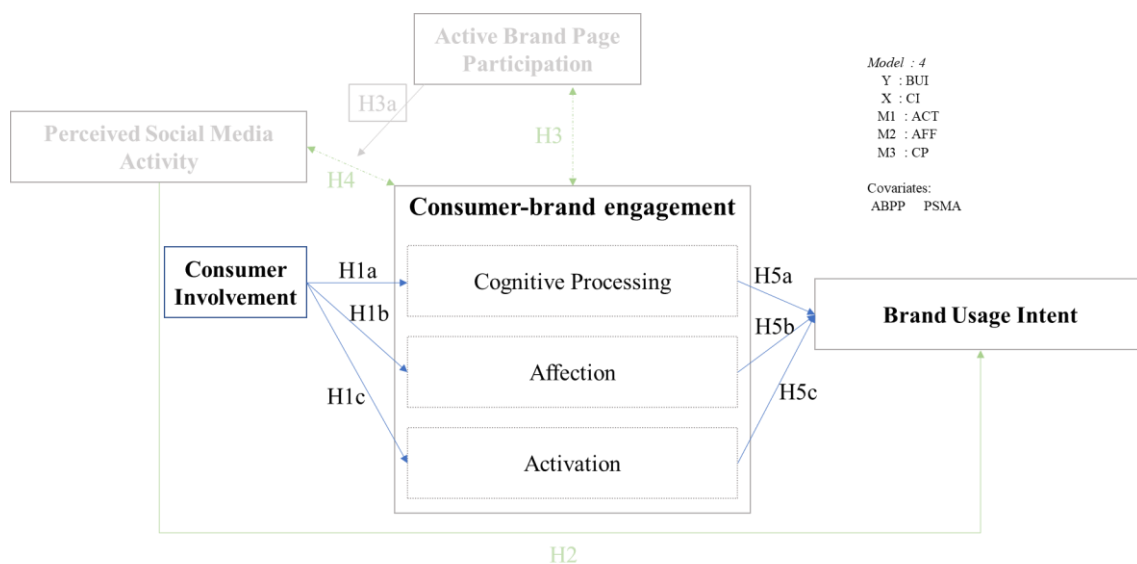 Active Brand Page
Participation
Model : 4
Y : BUI
X : CI
M1 : ACT
M2 : AFF
M3 : CP
Covariates:
ABPP PSMA
H3a
Perceived Social Media
Activity
H3
H4
Consumer-brand engagement
Consumer
Involvement
H1a
H1b
H1c
Cognitive Processing
Affection
Activation
H5a
H5b
H5c
Brand Usage Intent
H2